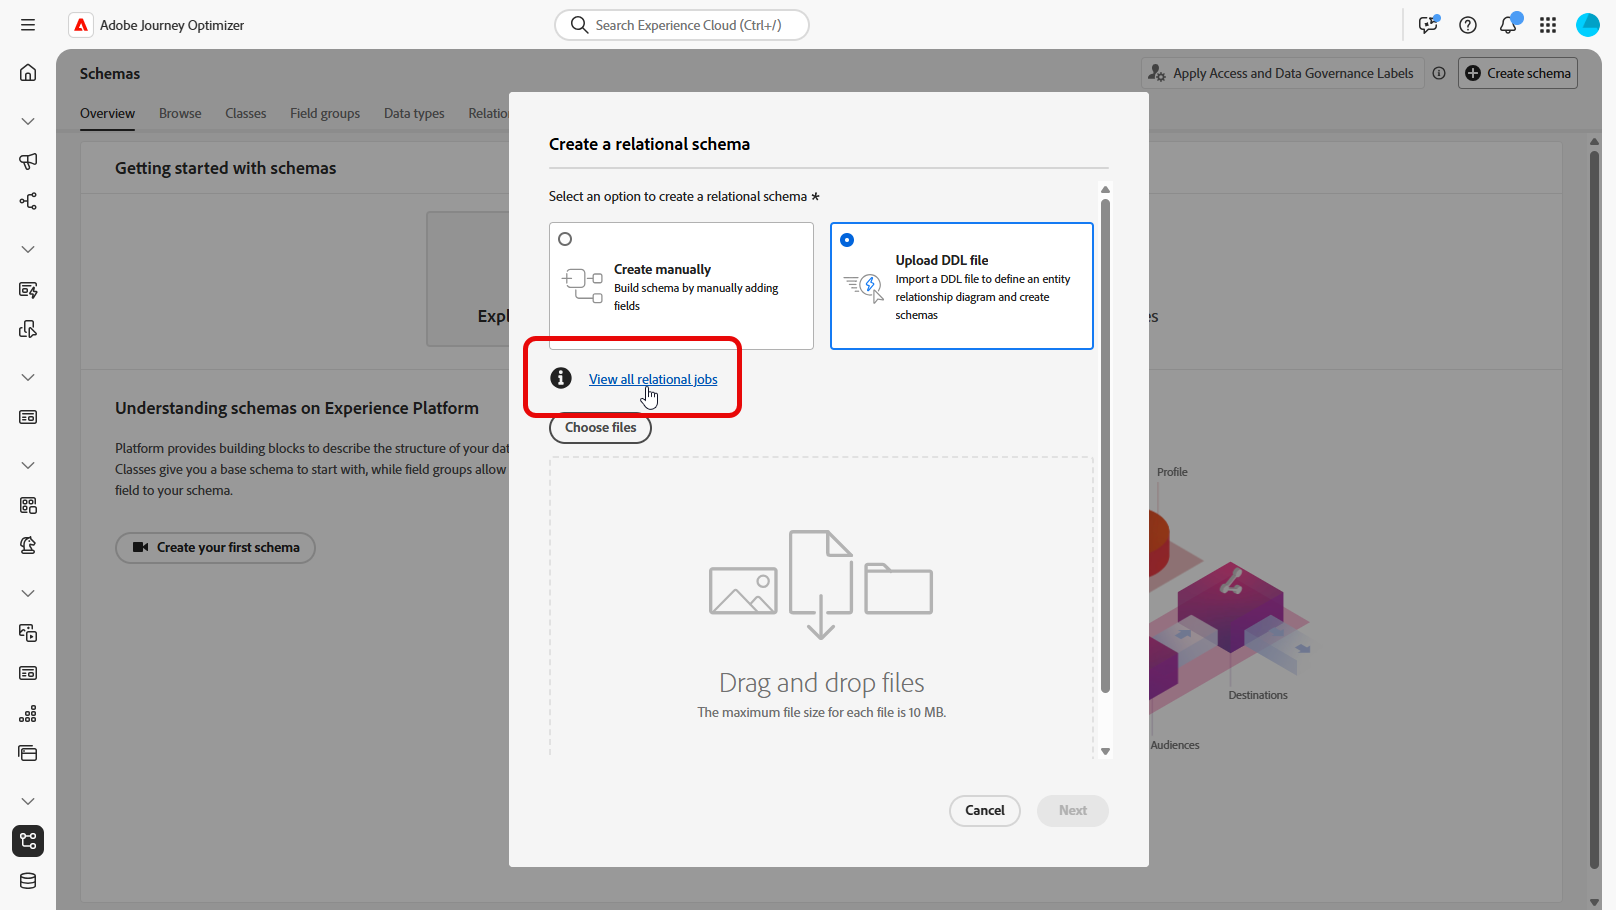 Adobe Journey Optimizer
Search Experience Cloud (Ctrl+/)
Schemas
Apply Access and Data Governance Labels
Create schema
Overview
Browse
Classes
Field groups
Data types
Relatio
Getting started with schemas
Expl
es
Understanding schemas on Experience Platform
Platform provides building blocks to describe the structure of your dat
Classes give you a base schema to start with, while field groups allow
field to your schema.
Create your first schema
Create a relational schema
Select an option to create a relational schema *
Create manually
Build schema by manually adding
fields
Upload DDL file
Import a DDL file to define an entity
relationship diagram and create
schemas
View all relational jobs
Choose files
Drag and drop files
The maximum file size for each file is 10 MB.
Cancel
Next
Profile
Destinations
Audiences